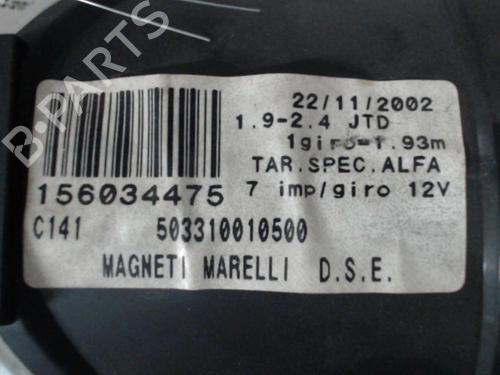 22/11/2002
1.9-2.4 JTD
1giro=1.93m
TAR.SPEC.ALFA
156034475
7 imp/giro 12V
C141 503310010500
MAGNETI MARELLI D.S.E.
B-PARTS